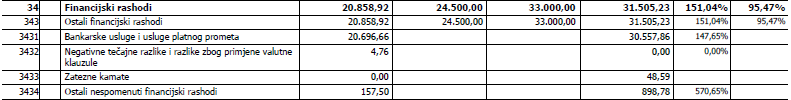 34 Financijski rashodi 20.858,92 24.500,00 33.000,00 31.505,23 151,04% 95,47%
343 Ostali financijski rashodi 20.858,92 24.500,00 33.000,00 31.505,23 151,04% 95,47%
3431 Bankarske usluge i usluge platnog prometa 20.696,66 30.557,86 147,65%
3432 Negativne tečajne razlike i razlike zbog primjene valutne 4,76 0,00 0,00%
klauzule
3433 Zatezne kamate 0,00 48,59
3434 Ostali nespomenuti financijski rashodi 157,50 898,78 570,65%